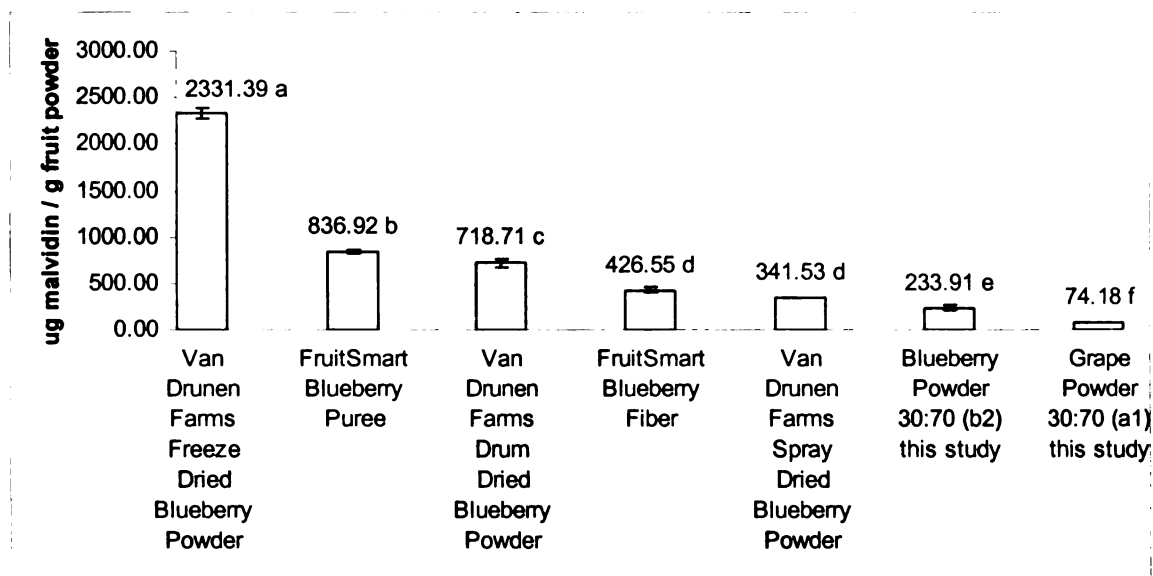 ug malvidin / g fruit powder
3000.00
2500.00
2000.00
1500.00
1000.00
500.00
0.00
2331.39 a
836.92 b
718.71 c
426.55 d
341.53 d
233.91 e
74.18 f
Van
Drunen
Farms
Freeze
Dried
Blueberry
Powder
FruitSmart
Blueberry
Puree
Van
Drunen
Farms
Drum
Dried
Blueberry
Powder
FruitSmart
Blueberry
Fiber
Van
Drunen
Farms
Spray
Dried
Blueberry
Powder
Blueberry
Powder
30:70 (b2)
this study
Grape
Powder
30:70 (a1)
this study